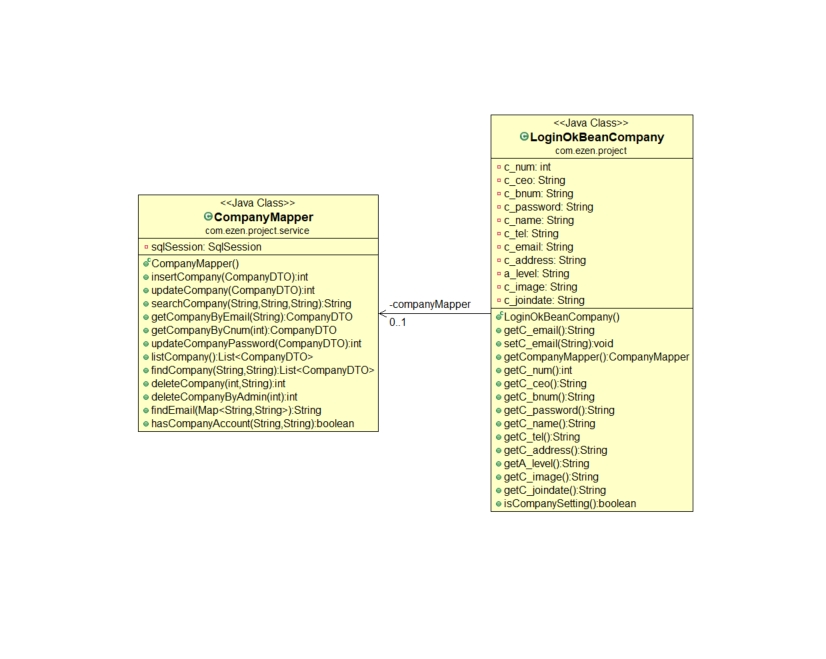 <<Java Class>>
CompanyMapper
com.ezen.project.service
sqlSession: SqlSession
CompanyMapper()
insertCompany(CompanyDTO):int
updateCompany(CompanyDTO):int
searchCompany(String,String,String):String
getCompanyByEmail(String):CompanyDTO
getCompanyByCnum(int):CompanyDTO
updateCompanyPassword(CompanyDTO):int
listCompany():List<CompanyDTO>
findCompany(String,String):List<CompanyDTO>
deleteCompany(int,String):int
deleteCompanyByAdmin(int):int
findEmail(Map<String,String>):String
hasCompanyAccount(String,String):boolean
-companyMapper
0..1
<<Java Class>>
LoginOkBeanCompany
com.ezen.project
c_num: int
c_ceo: String
c_bnum: String
c_password: String
c_name: String
c_tel: String
c_email: String
c_address: String
a_level: String
c_image: String
c_joindate: String
LoginOkBeanCompany()
getC_email():String
setC_email(String):void
getCompanyMapper():CompanyMapper
getC_num():int
getC_ceo():String
getC_bnum():String
getC_password():String
getC_name():String
getC_tel():String
getC_address():String
getA_level():String
getC_image():String
getC_joindate():String
isCompanySetting():boolean